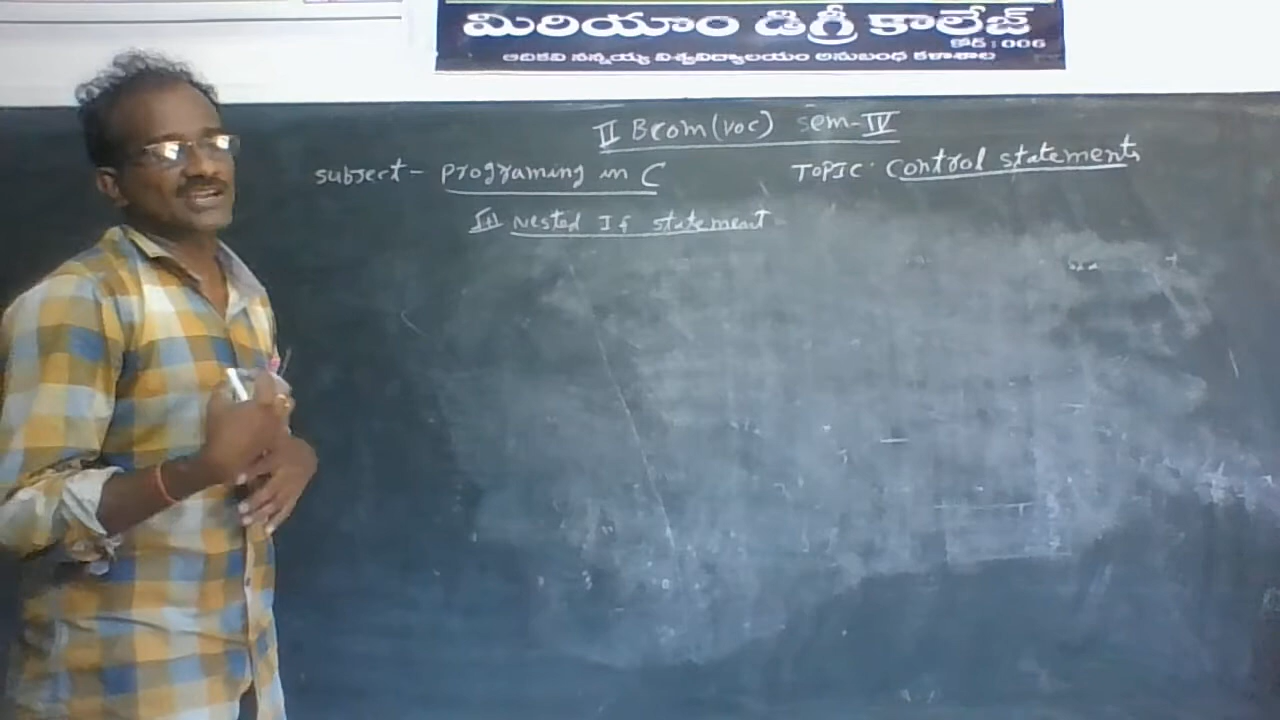 మిరియాం డిగ్రీ కాలేజ్
కోడ్ : 006
ఆదికవి నన్నయ్య విశ్వవిద్యాలయం అనుబంధ కళాశాల
II Bcom(voc) sem-IV
subject- programing in C TOPIC: Control statements
III Nested If statement